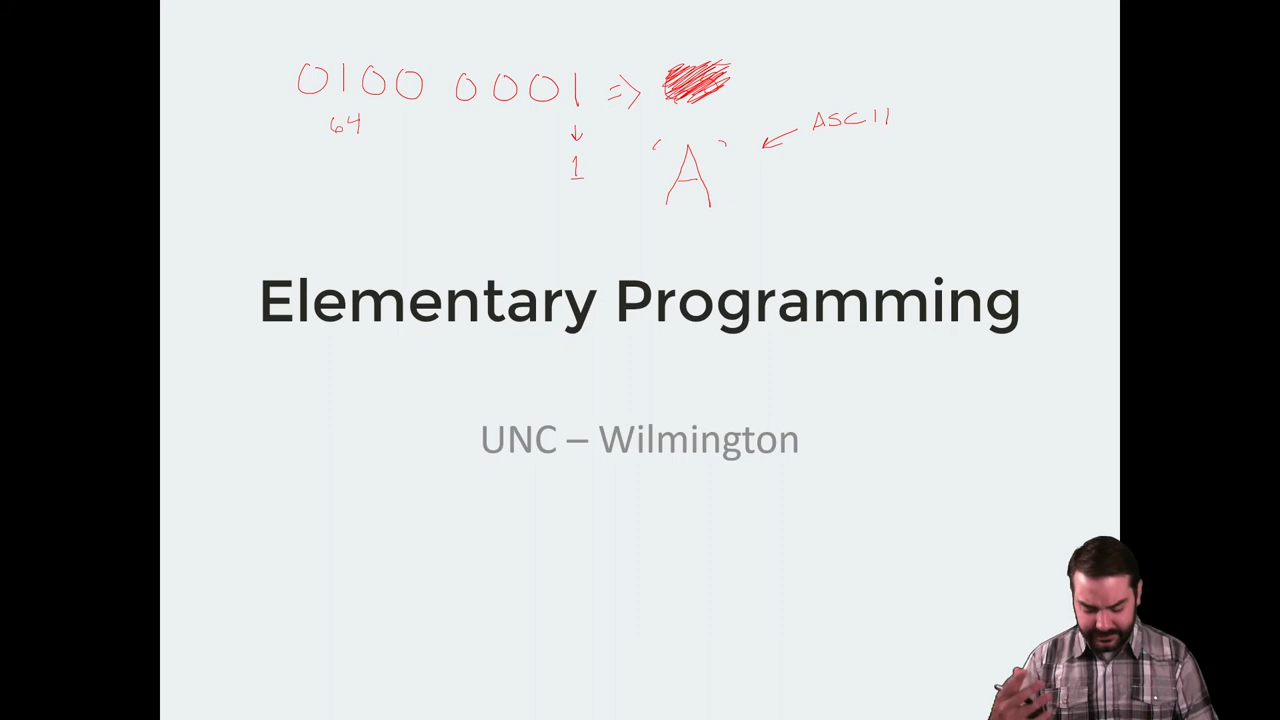 0100 0001 =>
64
ASCII
↓
1
'A'
Elementary Programming
UNC – Wilmington